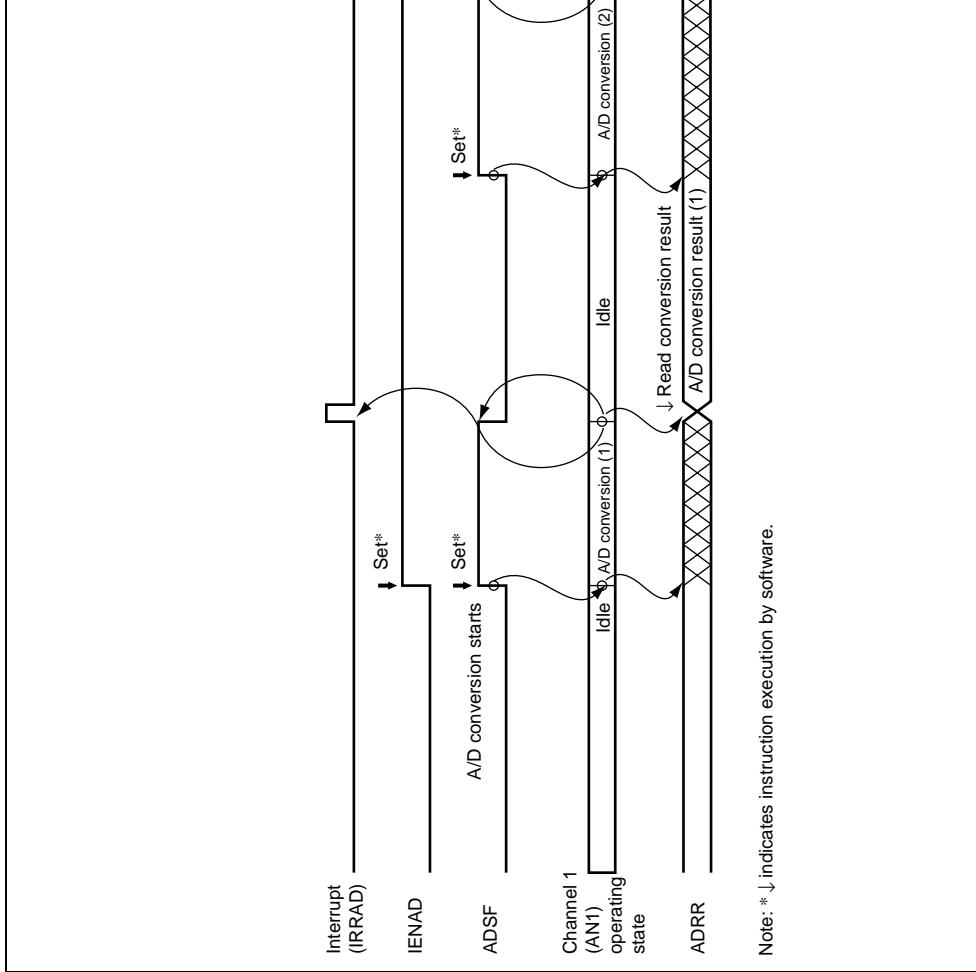 Interrupt
(IRRAD)
IENAD
Set*
ADSF
A/D conversion starts
Set*
Set*
Channel 1
(AN1)
operating
state
Idle
A/D conversion (1)
Idle
A/D conversion (2)
↓ Read conversion result
ADRR
A/D conversion result (1)
Note: * ↓ indicates instruction execution by software.